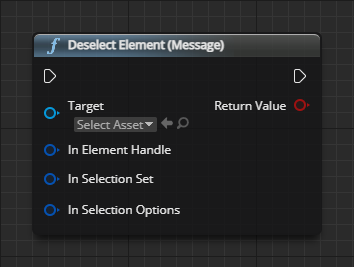 f Deselect Element (Message)
Target
Return Value
Select Asset
In Element Handle
In Selection Set
In Selection Options